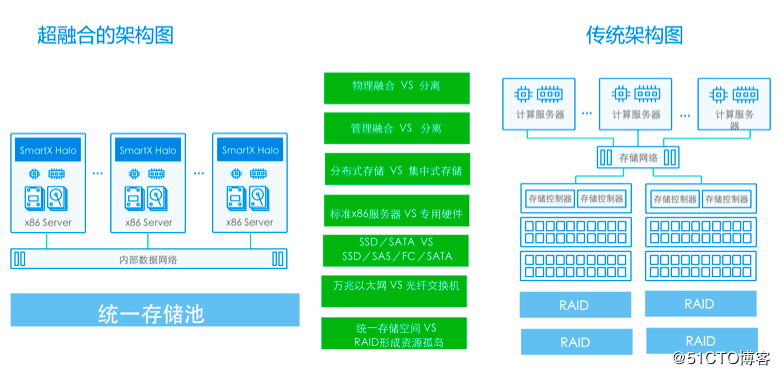 超融合的架构图
传统架构图
SmartX Halo
x86 Server
...
SmartX Halo
x86 Server
...
SmartX Halo
x86 Server
内部数据网络
统一存储池
物理融合 VS 分离
管理融合 VS 分离
分布式存储 VS 集中式存储
标准x86服务器 VS 专用硬件
SSD／SATA VS
SSD／SAS／FC／SATA
万兆以太网 VS 光纤交换机
统一存储空间 VS
RAID形成资源孤岛
计算服务器
...
计算服务器
...
计算服务
器
存储网络
存储控制器
存储控制器
存储控制器
存储控制器
RAID
RAID
RAID
RAID
@51CTO博客